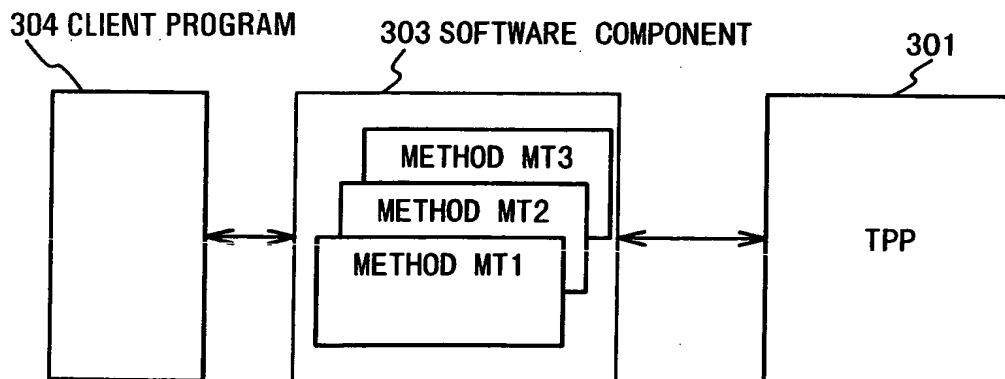 304 CLIENT PROGRAM
303 SOFTWARE COMPONENT
301
METHOD MT3
METHOD MT2
METHOD MT1
TPP